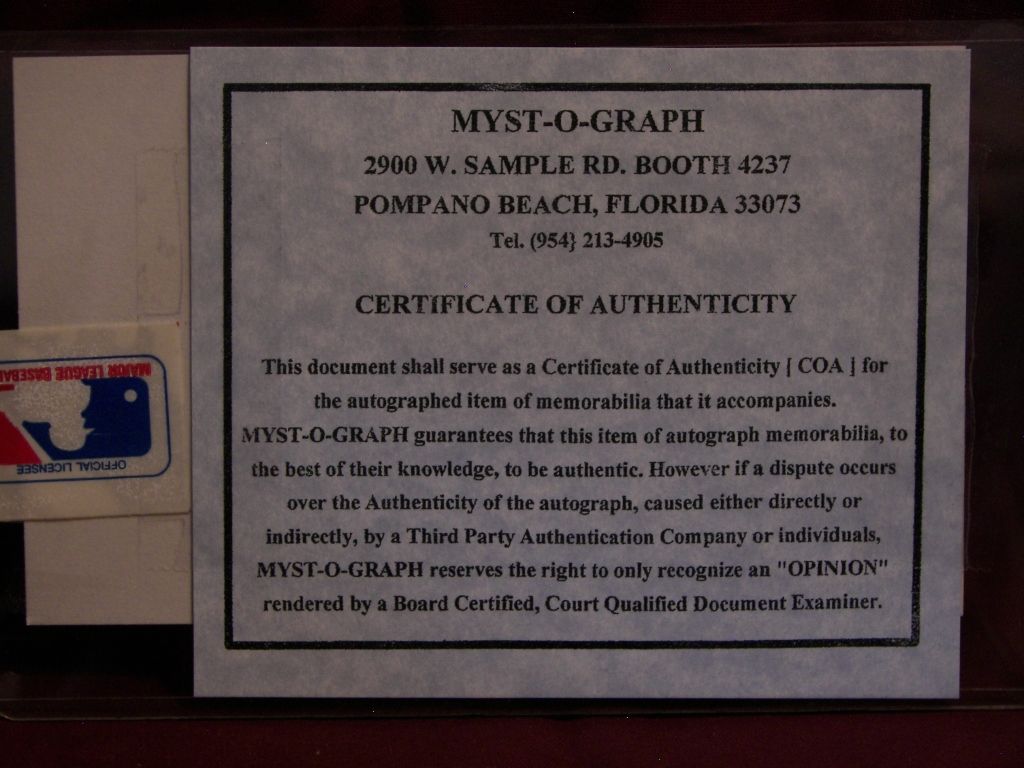 MYST-O-GRAPH
2900 W. SAMPLE RD. BOOTH 4237
POMPANO BEACH, FLORIDA 33073
Tel. (954} 213-4905
CERTIFICATE OF AUTHENTICITY
This document shall serve as a Certificate of Authenticity [ COA ] for
the autographed item of memorabilia that it accompanies.
MYST-O-GRAPH guarantees that this item of autograph memorabilia, to
the best of their knowledge, to be authentic. However if a dispute occurs
over the Authenticity of the autograph, caused either directly or
indirectly, by a Third Party Authentication Company or individuals,
MYST-O-GRAPH reserves the right to only recognize an "OPINION"
rendered by a Board Certified, Court Qualified Document Examiner.
OFFICIAL LICENSEE
MAJOR LEAGUE BASEBA